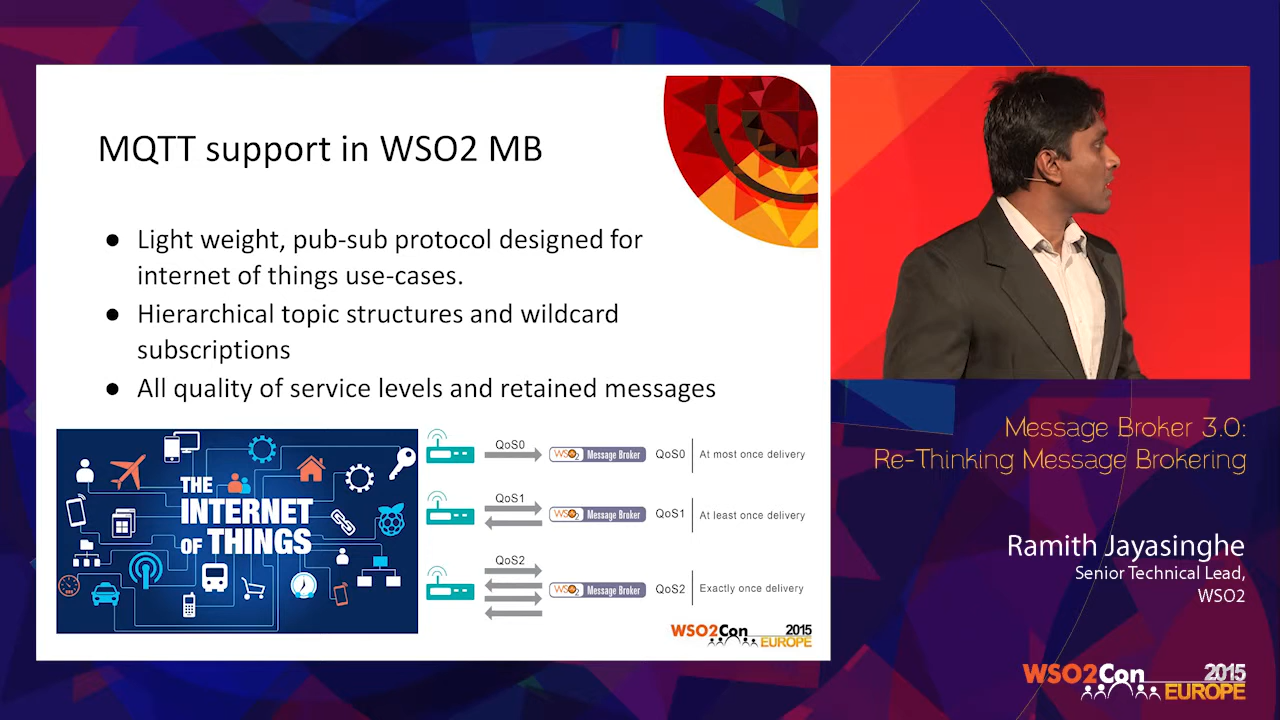 MQTT support in WSO2 MB
● Light weight, pub-sub protocol designed for
internet of things use-cases.
● Hierarchical topic structures and wildcard
subscriptions
● All quality of service levels and retained messages
THE
INTERNET
OF THINGS
QoS0
WSO2 Message Broker
QoS0
At most once delivery
QoS1
WSO2 Message Broker
QoS1
At least once delivery
QoS2
WSO2 Message Broker
QoS2
Exactly once delivery
WSO2Con 2015
EUROPE
Message Broker 3.0:
Re-Thinking Message Brokering
Ramith Jayasinghe
Senior Technical Lead,
WSO2
WSO2Con 2015
EUROPE